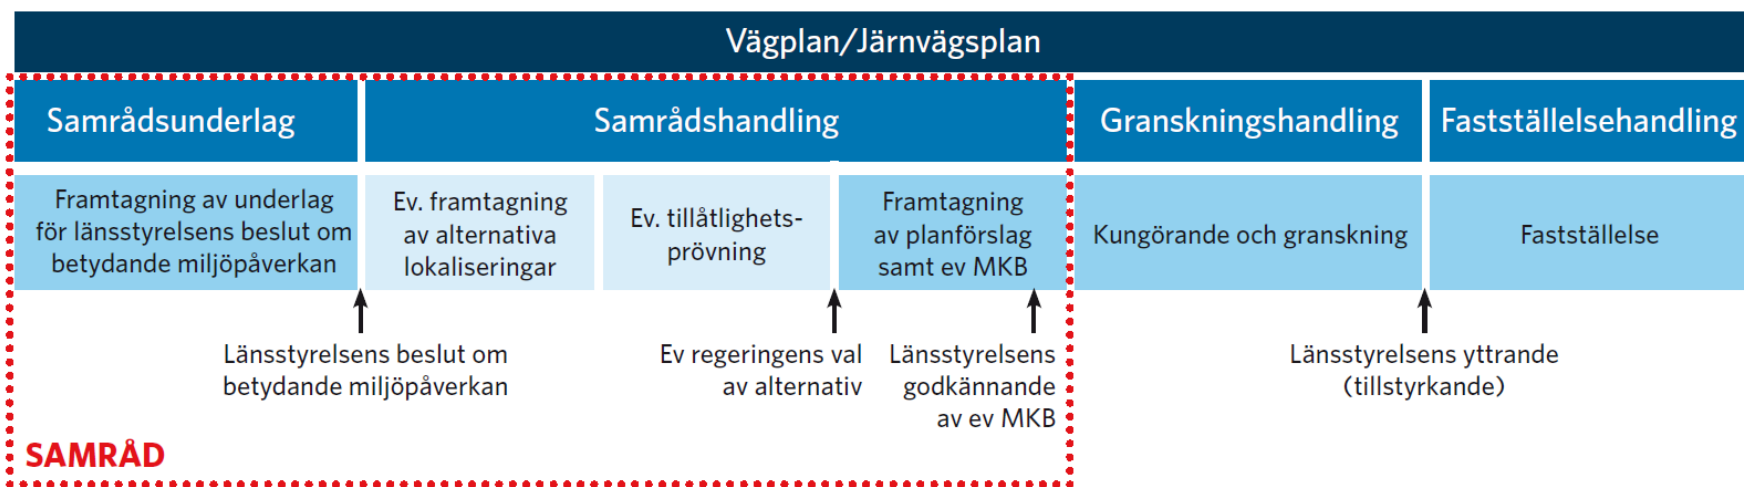 Vägplan/Järnvägsplan
Samrådsunderlag
Samrådshandling
Granskningshandling
Fastställelsehandling
Framtagning av underlag
för länsstyrelsens beslut om
betydande miljöpåverkan
Ev. framtagning
av alternativa
lokaliseringar
Ev. tillåtlighets-
prövning
Framtagning
av planförslag
samt ev MKB
Kungörande och granskning
Fastställelse
Länsstyrelsens beslut om
betydande miljöpåverkan
Ev regeringens val
av alternativ
Länsstyrelsens
godkännande
av ev MKB
Länsstyrelsens yttrande
(tillstyrkande)
SAMRÅD